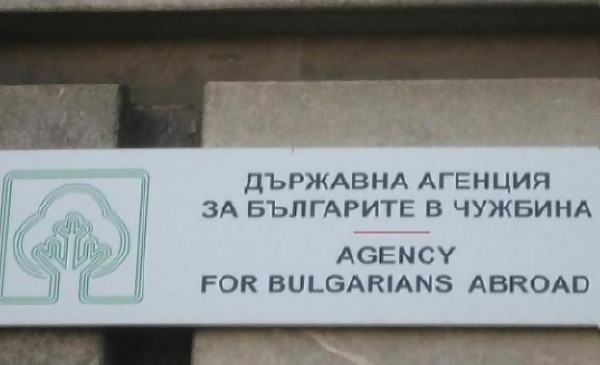 ДЪРЖАВНА АГЕНЦИЯ
ЗА БЪЛГАРИТЕ В ЧУЖБИНА
AGENCY
FOR BULGARIANS ABROAD